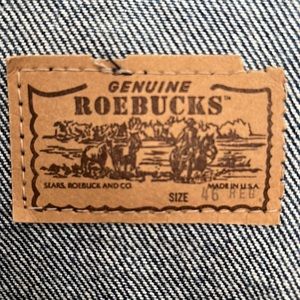 GENUINE
ROEBUCKS™
SEARS, ROEBUCK AND CO. MADE IN U.S.A.
SIZE 46 REG